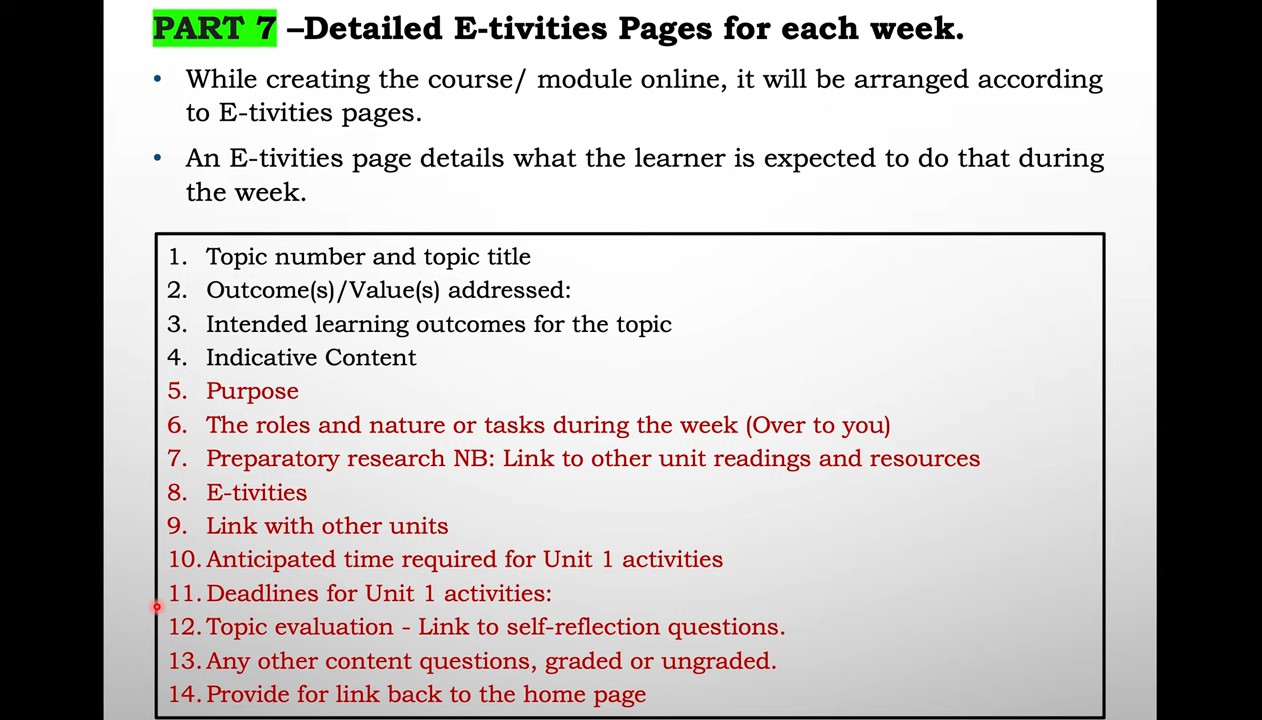 PART 7 –Detailed E-tivities Pages for each week.
• While creating the course/ module online, it will be arranged according
to E-tivities pages.
• An E-tivities page details what the learner is expected to do that during
the week.
1. Topic number and topic title
2. Outcome(s)/Value(s) addressed:
3. Intended learning outcomes for the topic
4. Indicative Content
5. Purpose
6. The roles and nature or tasks during the week (Over to you)
7. Preparatory research NB: Link to other unit readings and resources
8. E-tivities
9. Link with other units
10. Anticipated time required for Unit 1 activities
11. Deadlines for Unit 1 activities:
12. Topic evaluation - Link to self-reflection questions.
13. Any other content questions, graded or ungraded.
14. Provide for link back to the home page